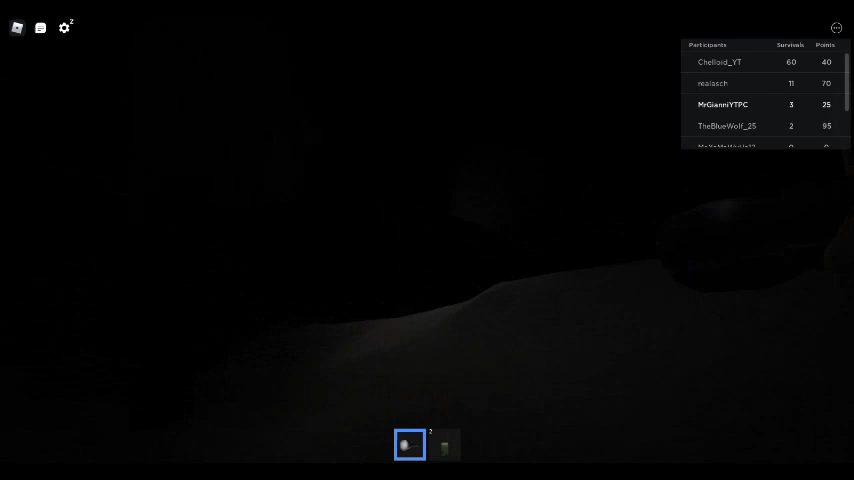 Z
Participants Survivals Points
Chelloid_YT 60 40
realasch 11 70
MrGianniYTPC 3 25
TheBlueWolf_25 2 95
2